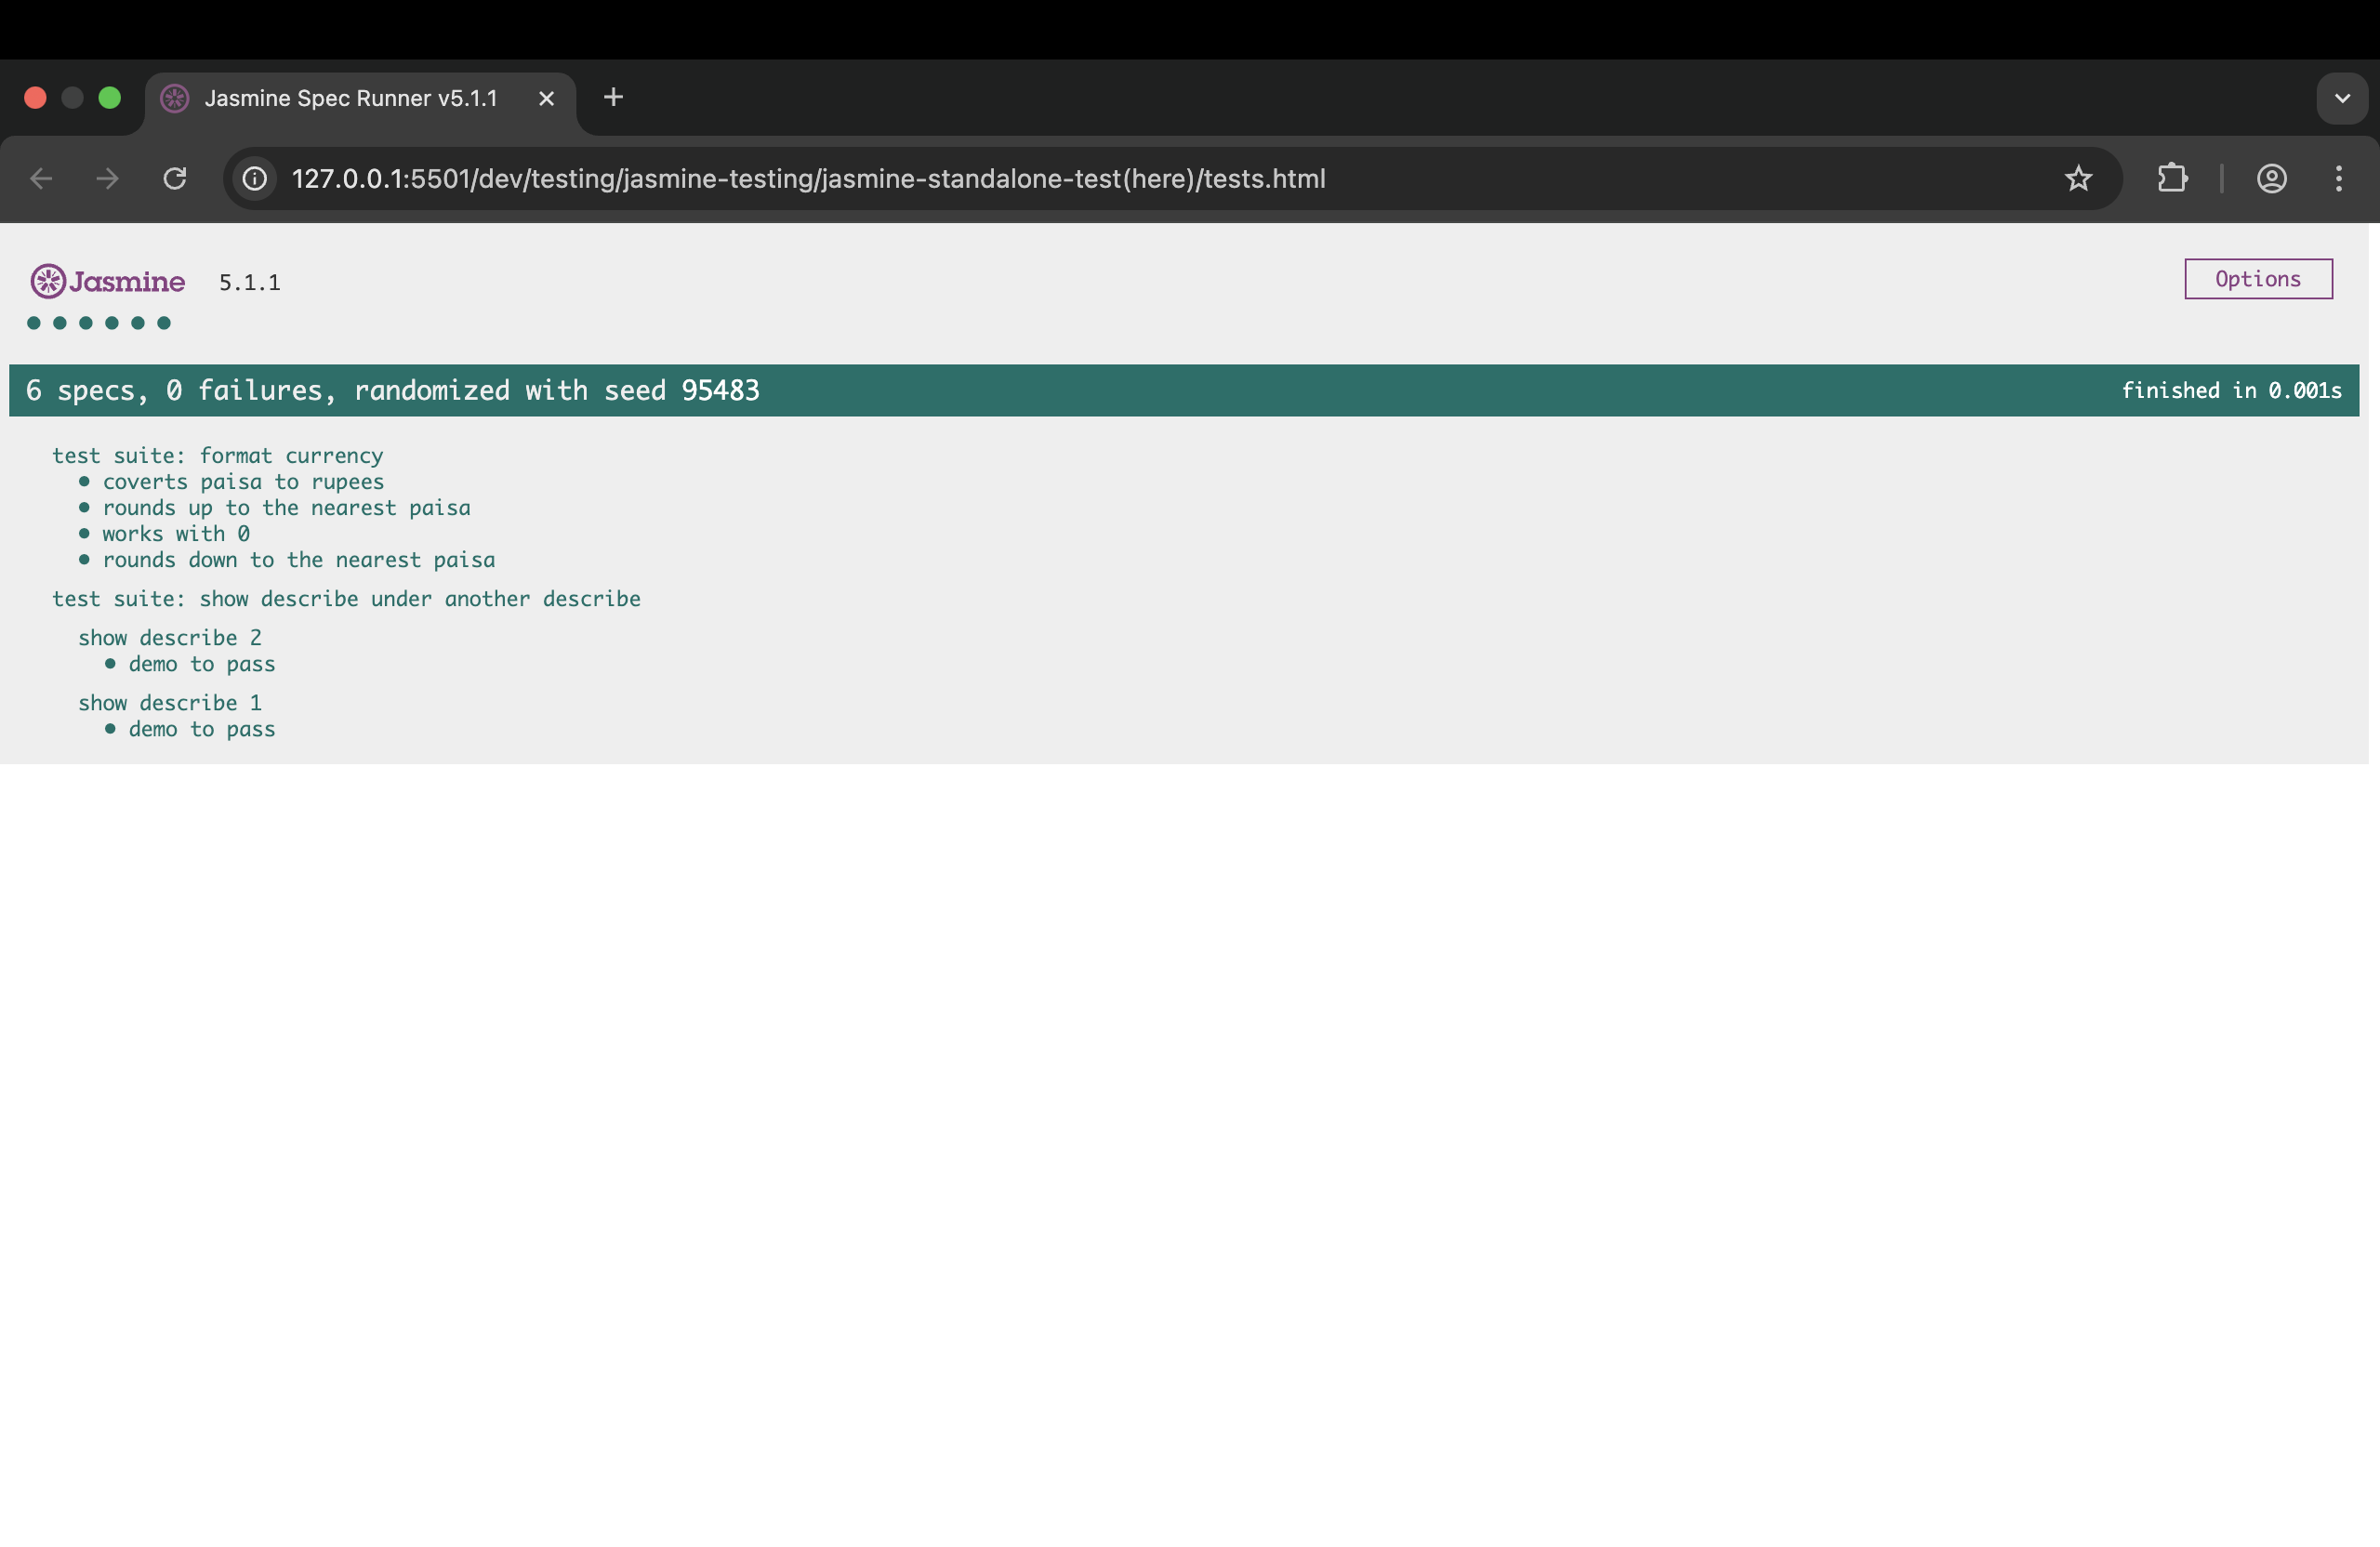 Jasmine Spec Runner v5.1.1
127.0.0.1:5501/dev/testing/jasmine-testing/jasmine-standalone-test(here)/tests.html
Jasmine 5.1.1
Options
6 specs, 0 failures, randomized with seed 95483
finished in 0.001s
test suite: format currency
• coverts paisa to rupees
• rounds up to the nearest paisa
• works with 0
• rounds down to the nearest paisa
test suite: show describe under another describe
show describe 2
• demo to pass
show describe 1
• demo to pass